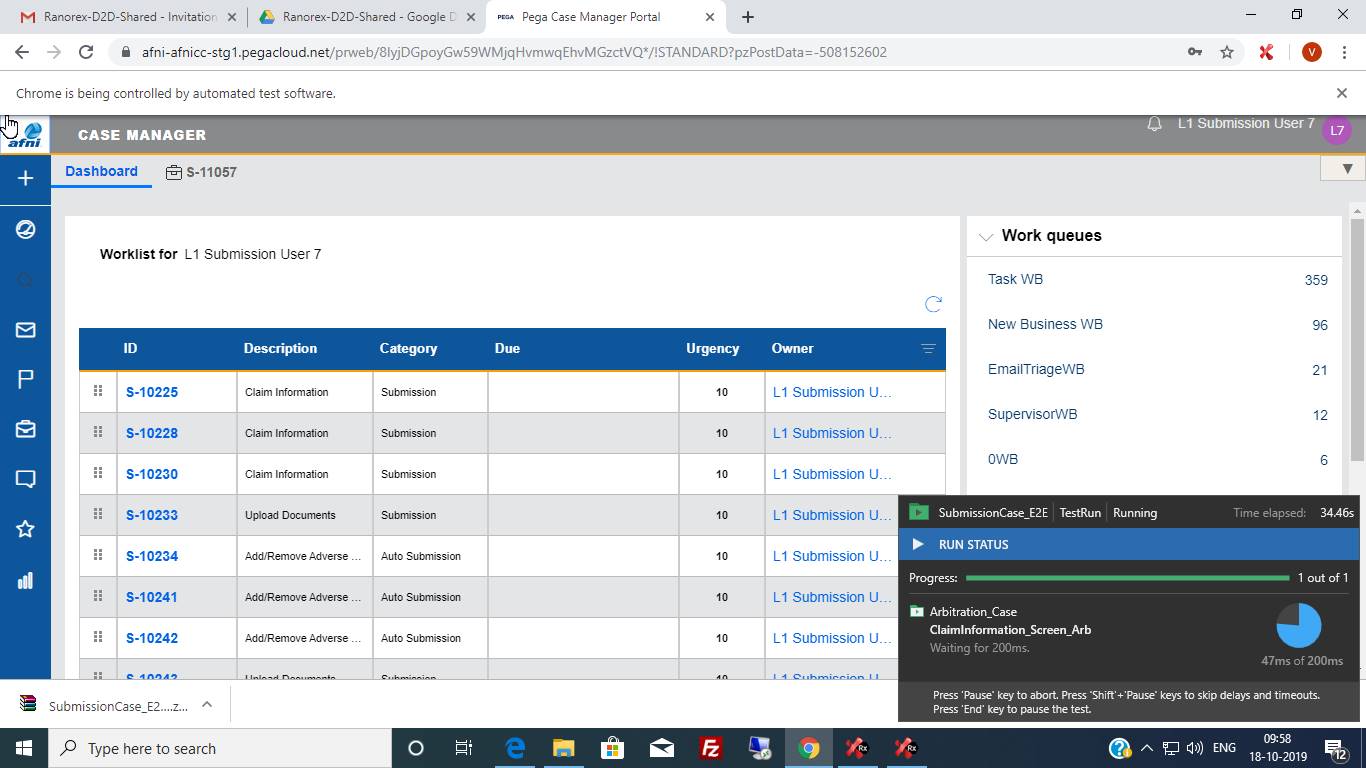 Ranorex-D2D-Shared - Invitation
Ranorex-D2D-Shared - Google D
PEGA Pega Case Manager Portal
afni-afnicc-stg1.pegacloud.net/prweb/8IyjDGpoyGw59WMjqHvmwqEhvMGzctVQ*/!STANDARD?pzPostData=-508152602
V
Chrome is being controlled by automated test software.
afni
CASE MANAGER
L1 Submission User 7
L7
Dashboard
S-11057
Worklist for L1 Submission User 7
ID Description Category Due Urgency Owner
S-10225 Claim Information Submission 10 L1 Submission U...
S-10228 Claim Information Submission 10 L1 Submission U...
S-10230 Claim Information Submission 10 L1 Submission U...
S-10233 Upload Documents Submission 10 L1 Submission U...
S-10234 Add/Remove Adverse ... Auto Submission 10 L1 Submission U...
S-10241 Add/Remove Adverse ... Auto Submission 10 L1 Submission U...
S-10242 Add/Remove Adverse ... Auto Submission 10 L1 Submission U...
S-10243 Upload Documents Submission 10 L1 Submission U...
Work queues
Task WB 359
New Business WB 96
EmailTriageWB 21
SupervisorWB 12
0WB 6
SubmissionCase_E2E TestRun Running Time elapsed: 34.46s
RUN STATUS
Progress: 1 out of 1
Arbitration_Case
ClaimInformation_Screen_Arb
Waiting for 200ms.
47ms of 200ms
Press 'Pause' key to abort. Press 'Shift'+'Pause' keys to skip delays and timeouts.
Press 'End' key to pause the test.
SubmissionCase_E2....z...
Type here to search
Fz
Rx
Rx
ENG
09:58
18-10-2019
12